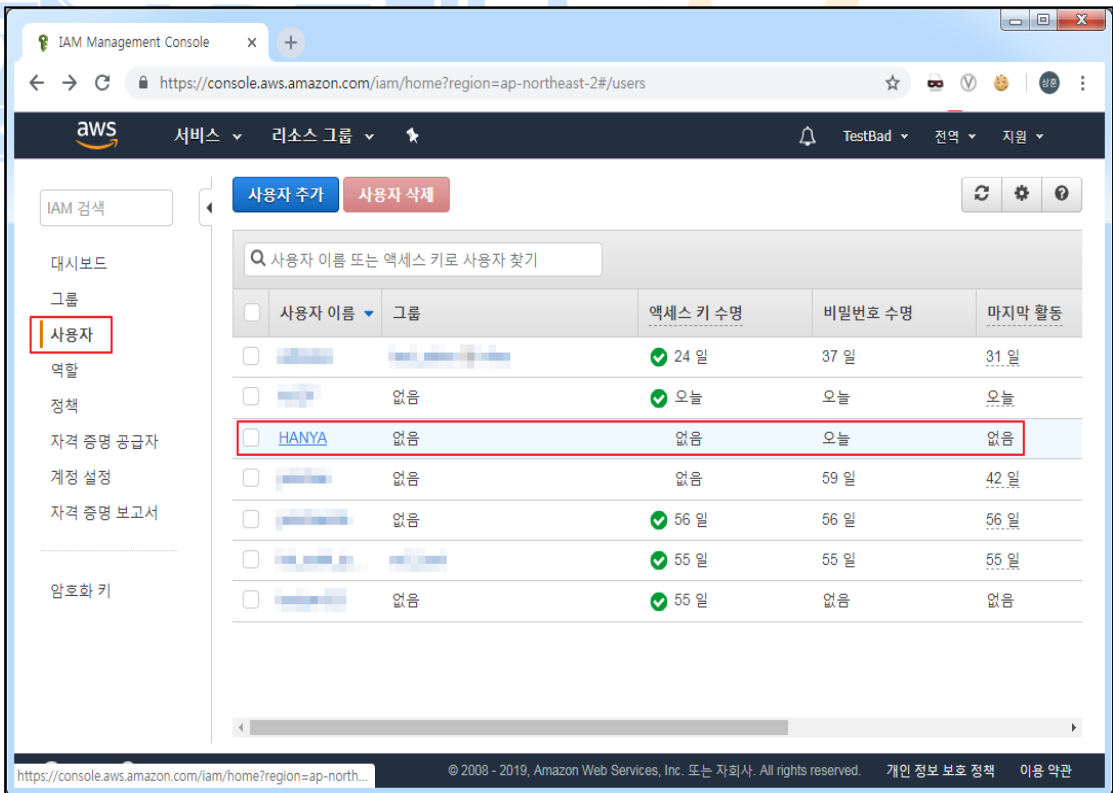 IAM Management Console
https://console.aws.amazon.com/iam/home?region=ap-northeast-2#/users
상훈
aws 서비스 리소스 그룹 TestBad 전역 지원
IAM 검색
대시보드
그룹
사용자
역할
정책
자격 증명 공급자
계정 설정
자격 증명 보고서
암호화 키
사용자 추가 사용자 삭제
사용자 이름 또는 액세스 키로 사용자 찾기
사용자 이름 그룹 액세스 키 수명 비밀번호 수명 마지막 활동
24 일 37 일 31 일
없음 오늘 오늘 오늘
HANYA 없음 없음 오늘 없음
없음 없음 59 일 42 일
없음 56 일 56 일 56 일
55 일 55 일 55 일
없음 55 일 없음 없음
https://console.aws.amazon.com/iam/home?region=ap-north...
© 2008 - 2019, Amazon Web Services, Inc. 또는 자회사. All rights reserved. 개인 정보 보호 정책 이용 약관